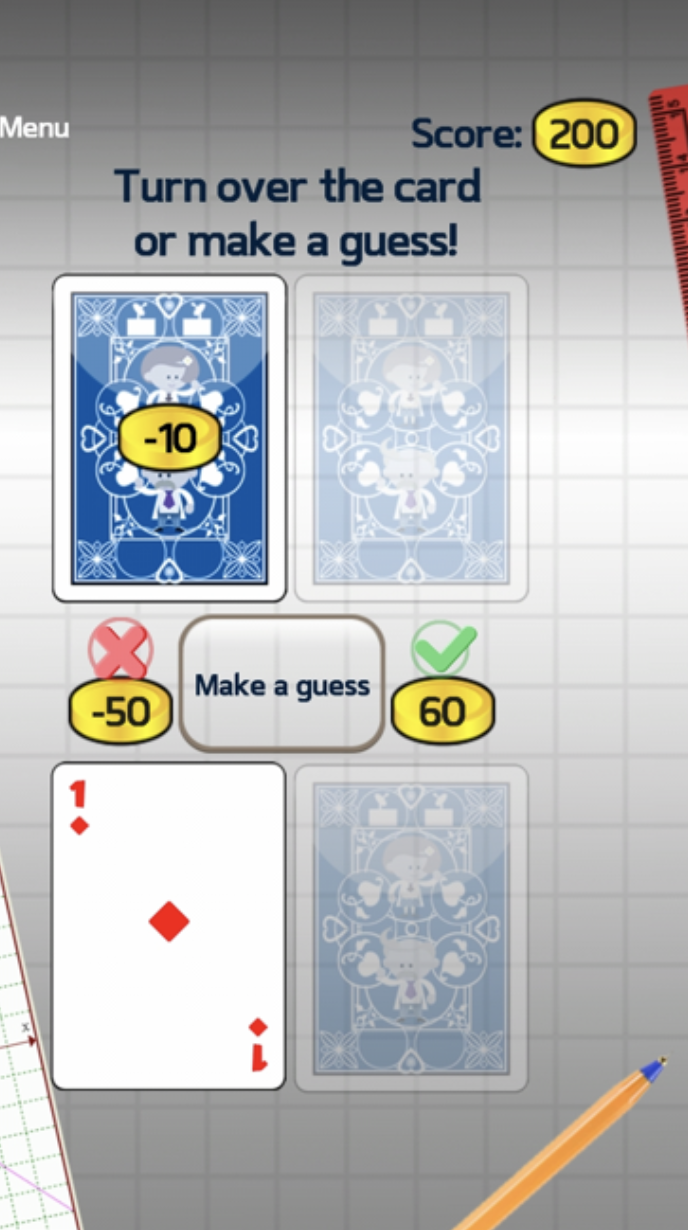 Menu
Score: 200
Turn over the card
or make a guess!
-10
Make a guess
-50
60
1
1
x